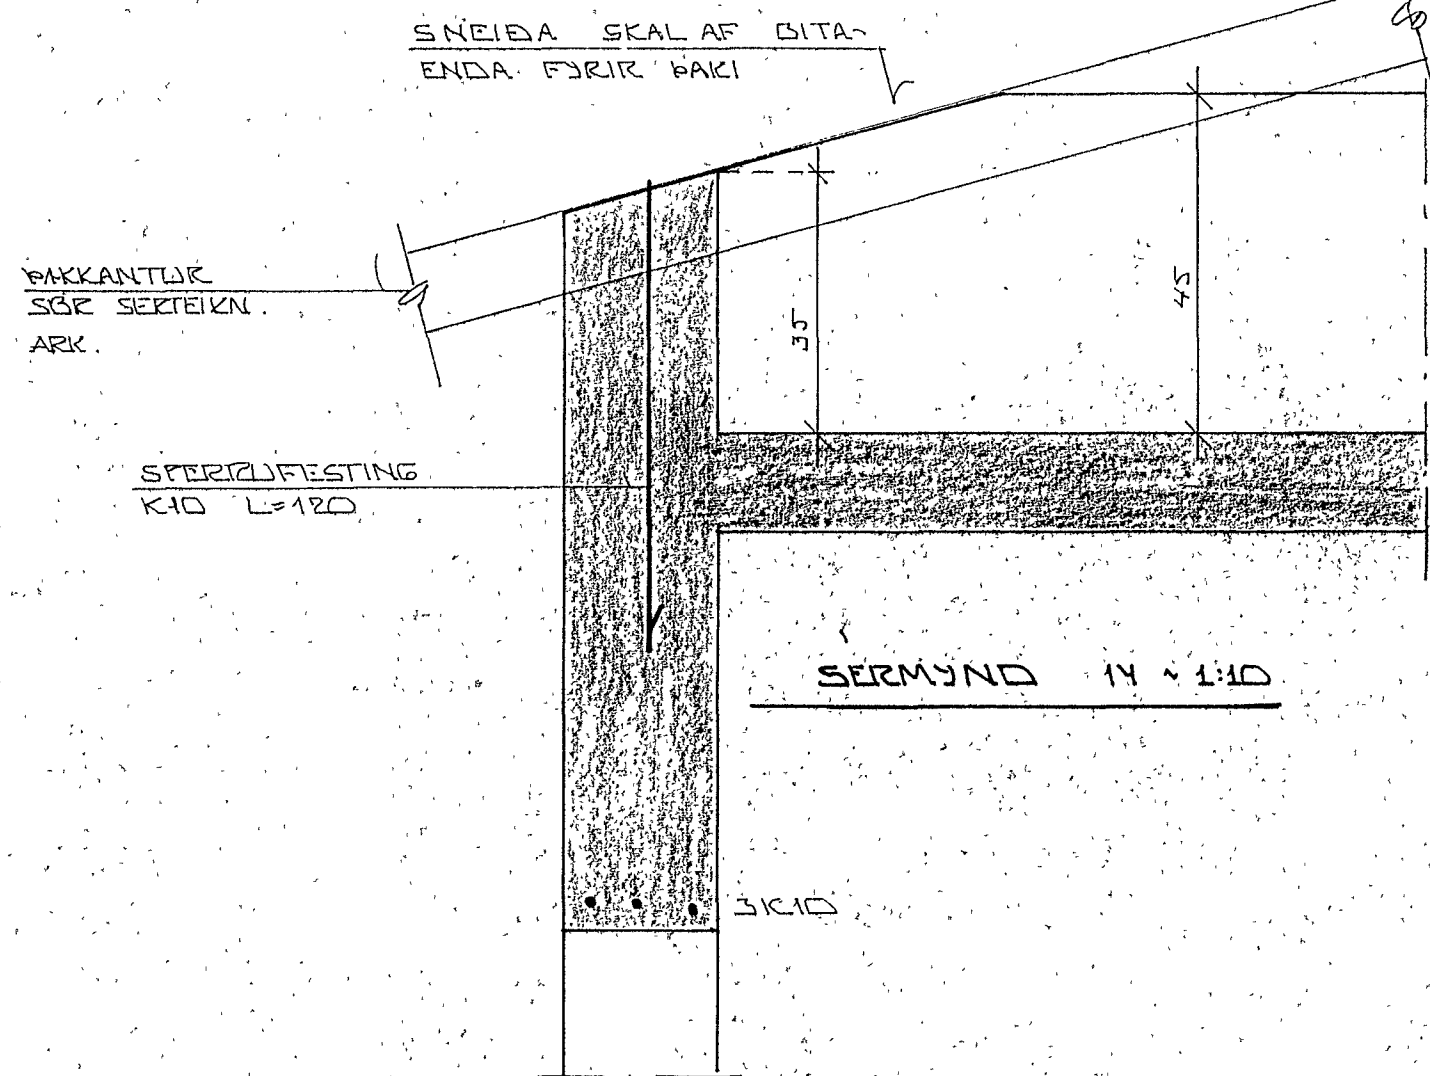 SNEIÐA SKAL AF BITA-
ENDA FYRIR ÞAKI
ÞAKKANTUR
SBR SERTEIKN.
ARK.
45
35
SPERRUFESTING
K10 L=120
SERMYND 14 ~ 1:10
3K10